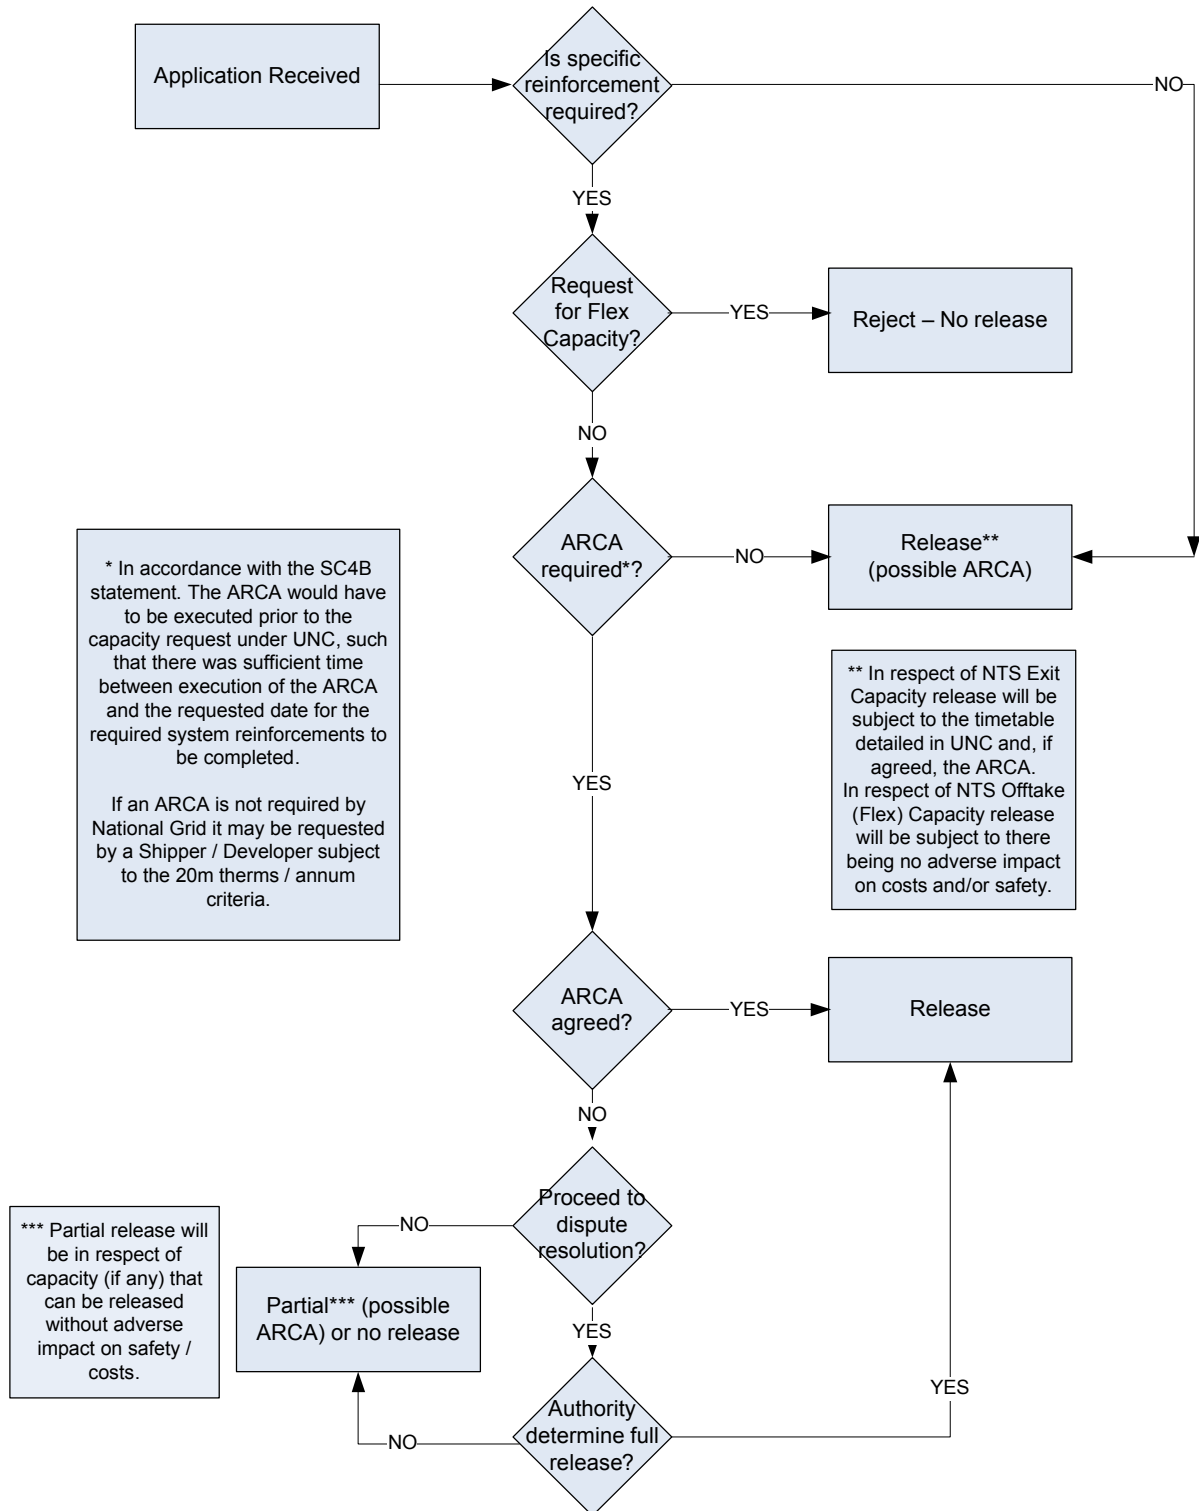 Application Received
Is specific
reinforcement
required?
NO
YES
Request
for Flex
Capacity?
YES
Reject – No release
NO
ARCA
required*?
NO
Release**
(possible ARCA)
* In accordance with the SC4B
statement. The ARCA would have
to be executed prior to the
capacity request under UNC, such
that there was sufficient time
between execution of the ARCA
and the requested date for the
required system reinforcements to
be completed.
If an ARCA is not required by
National Grid it may be requested
by a Shipper / Developer subject
to the 20m therms / annum
criteria.
** In respect of NTS Exit
Capacity release will be
subject to the timetable
detailed in UNC and, if
agreed, the ARCA.
In respect of NTS Offtake
(Flex) Capacity release
will be subject to there
being no adverse impact
on costs and/or safety.
YES
ARCA
agreed?
YES
Release
NO
Proceed to
dispute
resolution?
NO
*** Partial release will
be in respect of
capacity (if any) that
can be released
without adverse
impact on safety /
costs.
Partial*** (possible
ARCA) or no release
YES
Authority
determine full
release?
NO
YES